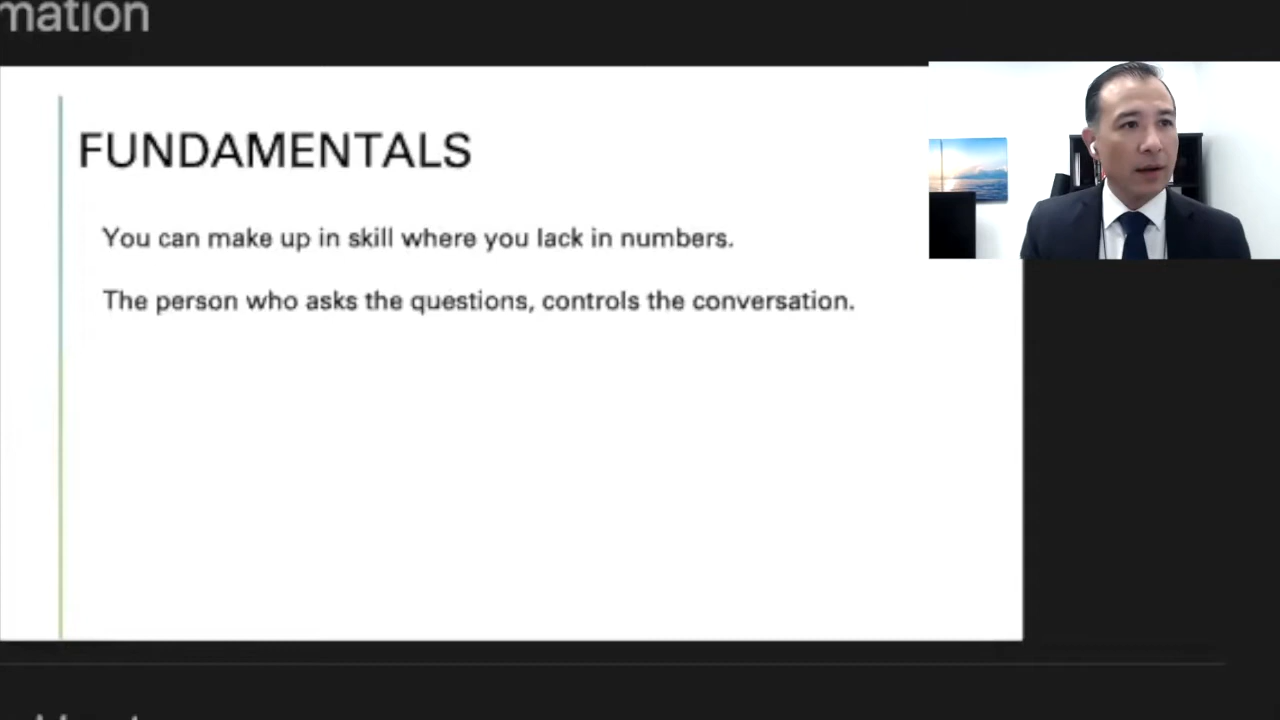 mation
FUNDAMENTALS
You can make up in skill where you lack in numbers.
The person who asks the questions, controls the conversation.